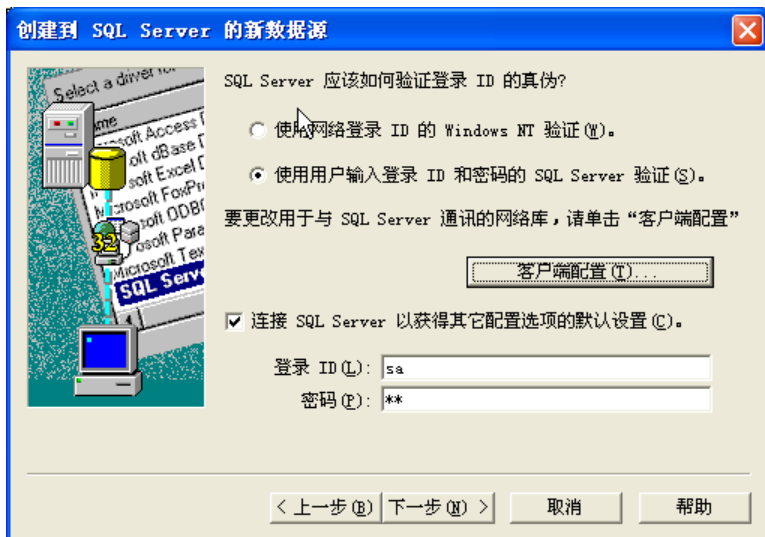 创建到 SQL Server 的新数据源
Select a driver for
Name
Microsoft Access
Microsoft dBase
Microsoft Excel
Microsoft FoxPro
Microsoft ODBC
Microsoft Para
Microsoft Tex
SQL Serve
32
SQL Server 应该如何验证登录 ID 的真伪?
使用网络登录 ID 的 Windows NT 验证(W)。
使用用户输入登录 ID 和密码的 SQL Server 验证(S)。
要更改用于与 SQL Server 通讯的网络库,请单击“客户端配置”
客户端配置(T)...
连接 SQL Server 以获得其它配置选项的默认设置(C)。
登录 ID(L): sa
密码(P): **
< 上一步(B) 下一步(N) > 取消 帮助